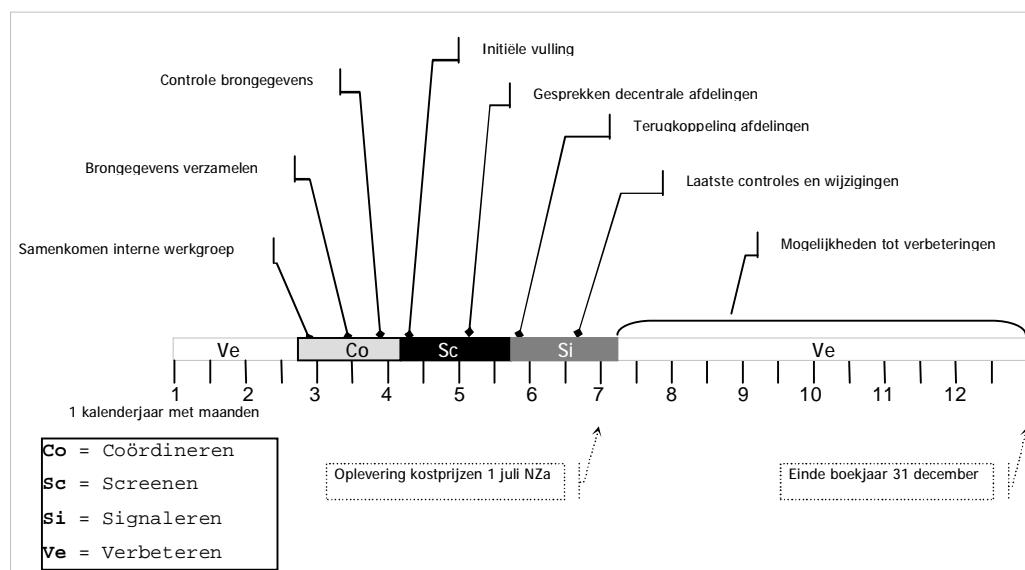 Initiële vulling
Controle brongegevens
Gesprekken decentrale afdelingen
Terugkoppeling afdelingen
Brongegevens verzamelen
Laatste controles en wijzigingen
Samenkomen interne werkgroep
Mogelijkheden tot verbeteringen
Ve Co Sc Si Ve
1 2 3 4 5 6 7 8 9 10 11 12
1 kalenderjaar met maanden
Co = Coördineren
Sc = Screenen
Si = Signaleren
Ve = Verbeteren
Oplevering kostprijzen 1 juli NZa
Einde boekjaar 31 december